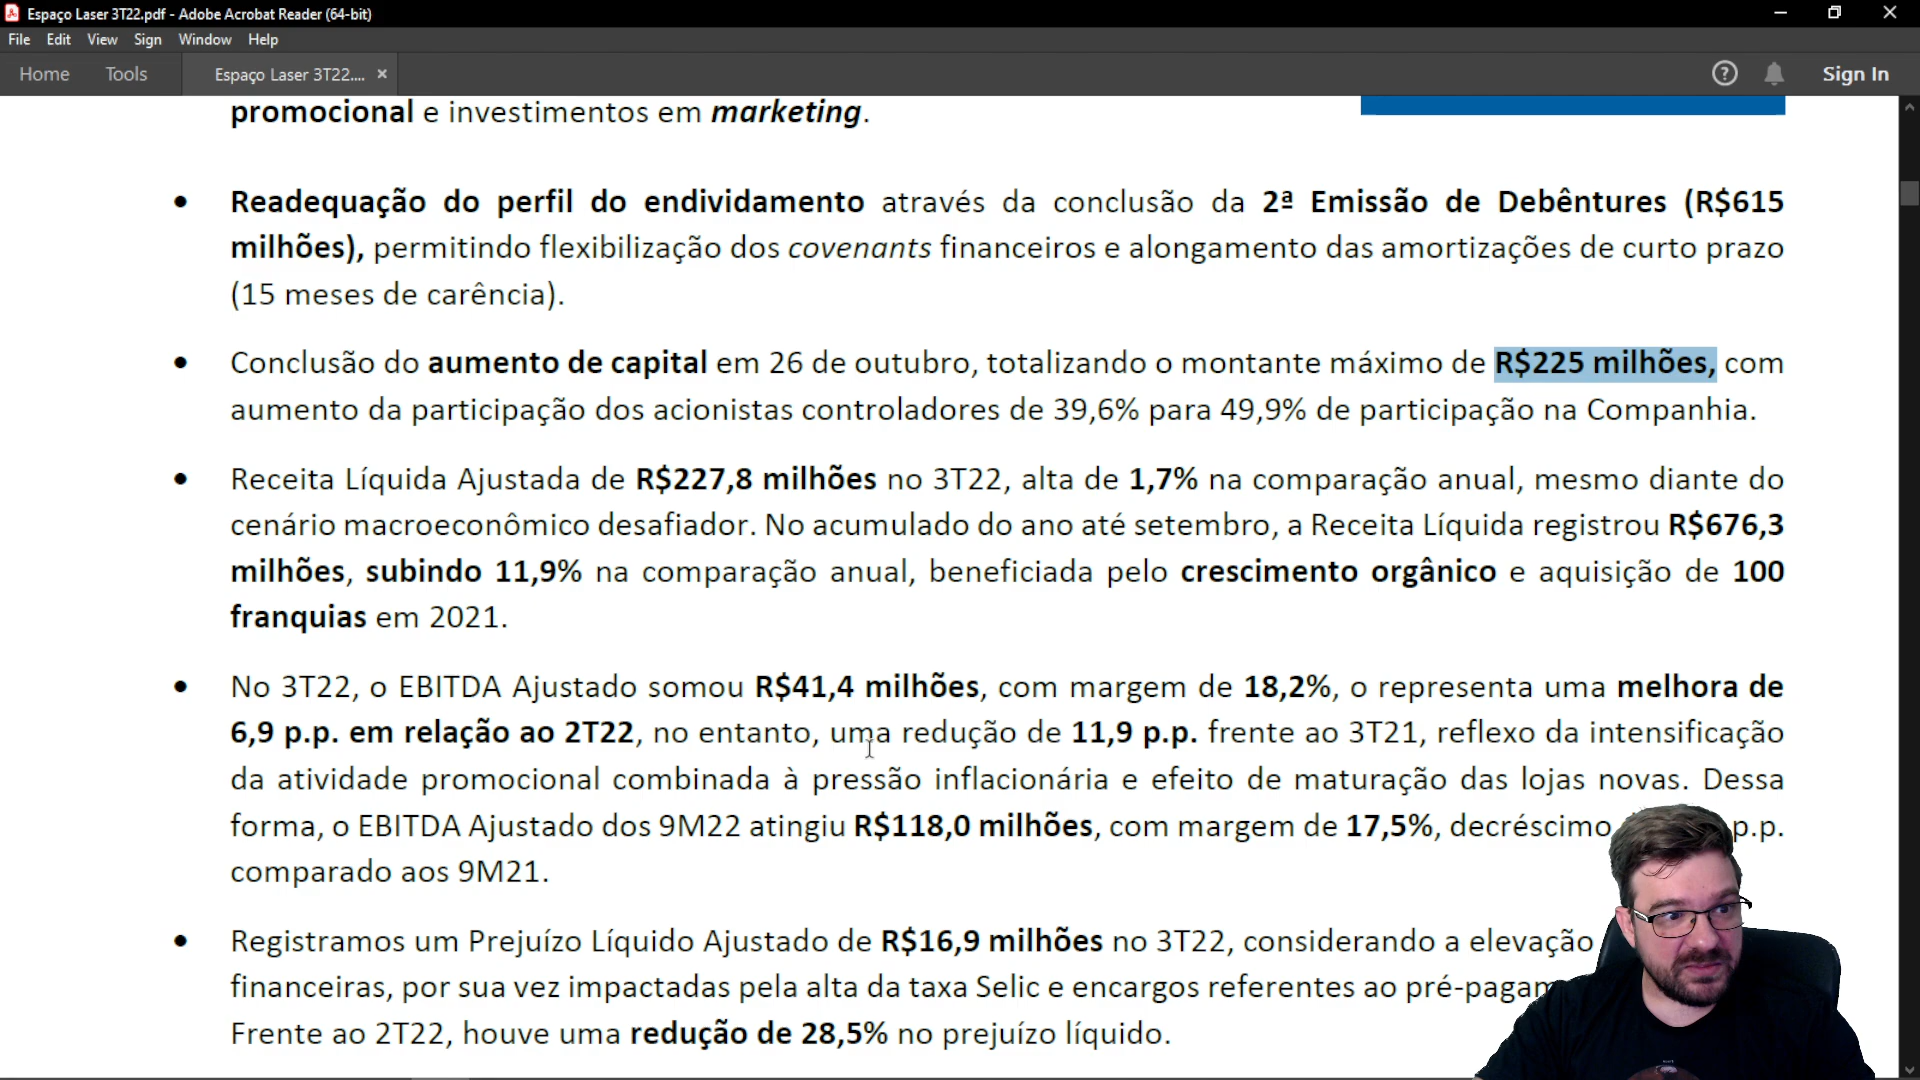 Espaço Laser 3T22.pdf - Adobe Acrobat Reader (64-bit)
File Edit View Sign Window Help
Home Tools Espaço Laser 3T22.... × Sign In
promocional e investimentos em marketing.
• Readequação do perfil do endividamento através da conclusão da 2ª Emissão de Debêntures (R$615
milhões), permitindo flexibilização dos covenants financeiros e alongamento das amortizações de curto prazo
(15 meses de carência).
• Conclusão do aumento de capital em 26 de outubro, totalizando o montante máximo de R$225 milhões, com
aumento da participação dos acionistas controladores de 39,6% para 49,9% de participação na Companhia.
• Receita Líquida Ajustada de R$227,8 milhões no 3T22, alta de 1,7% na comparação anual, mesmo diante do
cenário macroeconômico desafiador. No acumulado do ano até setembro, a Receita Líquida registrou R$676,3
milhões, subindo 11,9% na comparação anual, beneficiada pelo crescimento orgânico e aquisição de 100
franquias em 2021.
• No 3T22, o EBITDA Ajustado somou R$41,4 milhões, com margem de 18,2%, o representa uma melhora de
6,9 p.p. em relação ao 2T22, no entanto, uma redução de 11,9 p.p. frente ao 3T21, reflexo da intensificação
da atividade promocional combinada à pressão inflacionária e efeito de maturação das lojas novas. Dessa
forma, o EBITDA Ajustado dos 9M22 atingiu R$118,0 milhões, com margem de 17,5%, decréscimo p.p.
comparado aos 9M21.
• Registramos um Prejuízo Líquido Ajustado de R$16,9 milhões no 3T22, considerando a elevação
financeiras, por sua vez impactadas pela alta da taxa Selic e encargos referentes ao
Frente ao 2T22, houve uma redução de 28,5% no prejuízo líquido.